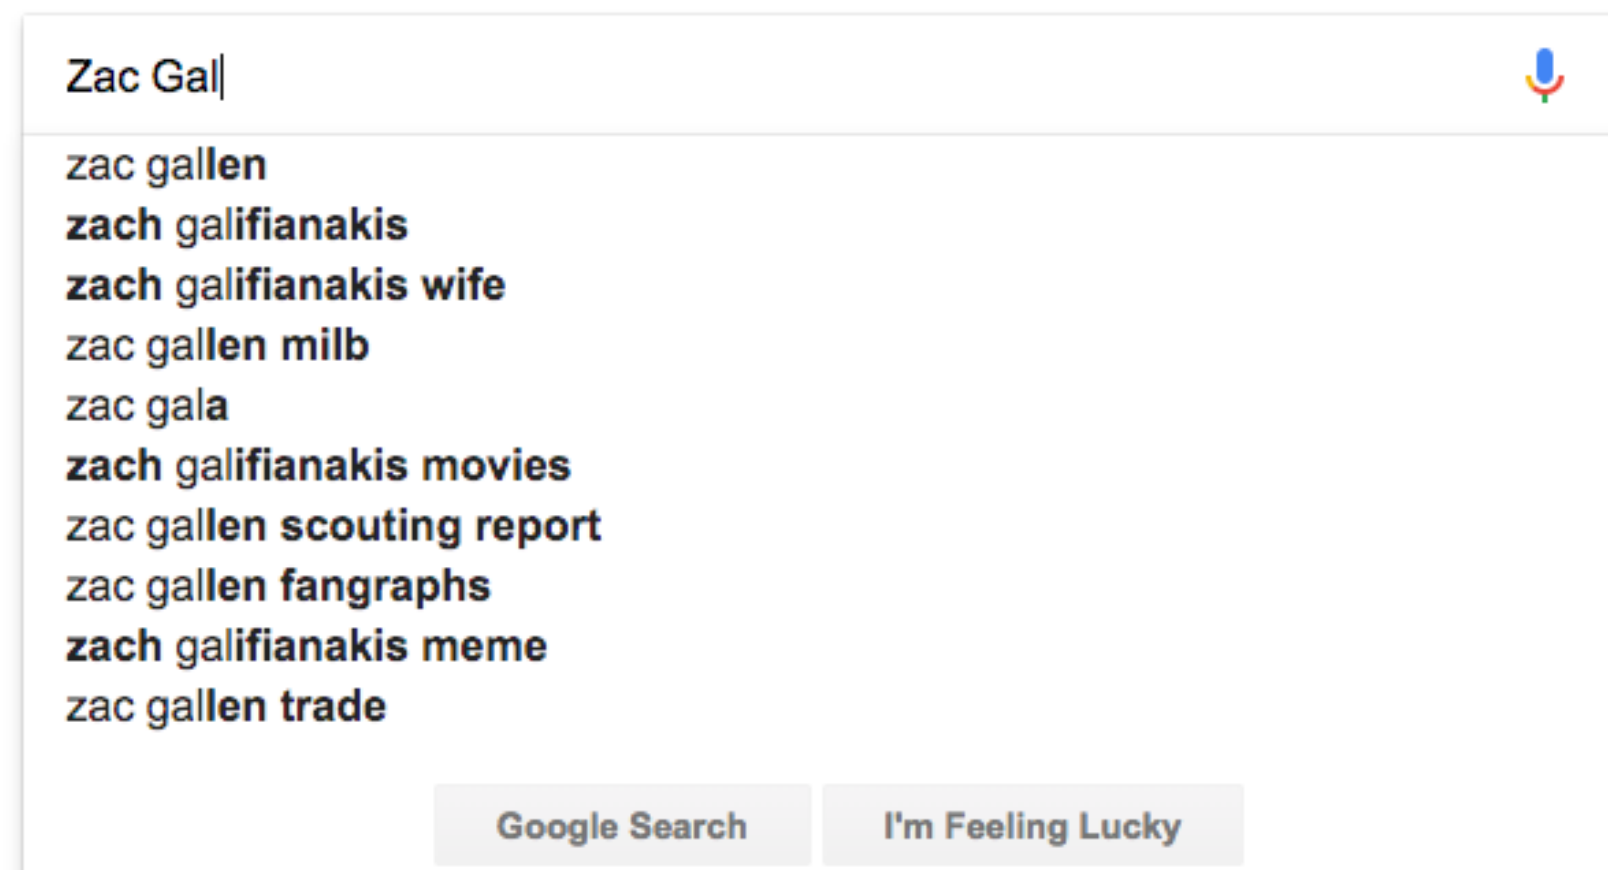 Zac Gal
zac gallen
zach galifianakis
zach galifianakis wife
zac gallen milb
zac gala
zach galifianakis movies
zac gallen scouting report
zac gallen fangraphs
zach galifianakis meme
zac gallen trade
Google Search I'm Feeling Lucky